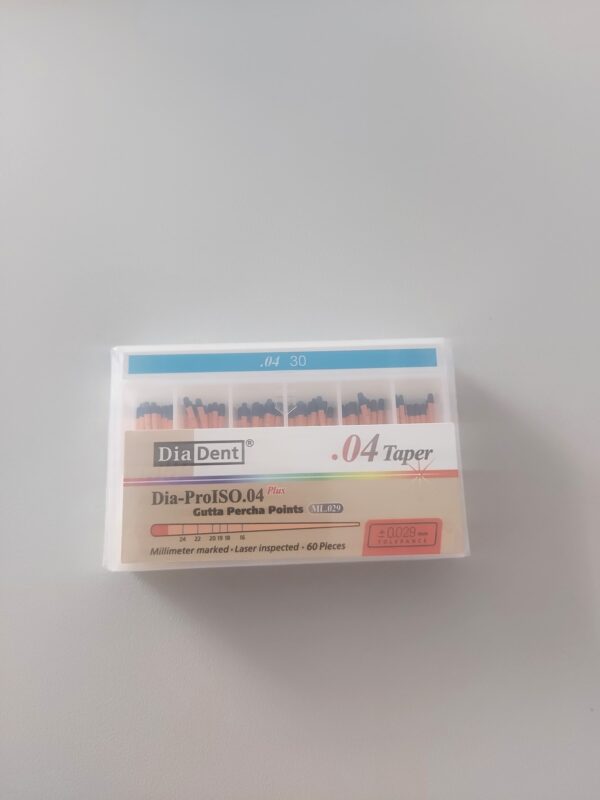 .04 30
DiaDent®
.04 Taper
Dia-ProISO.04 Plus
Gutta Percha Points ML.029
24 22 20 19 18 16
Millimeter marked · Laser inspected · 60 Pieces
±0.029 mm
TOLERANCE